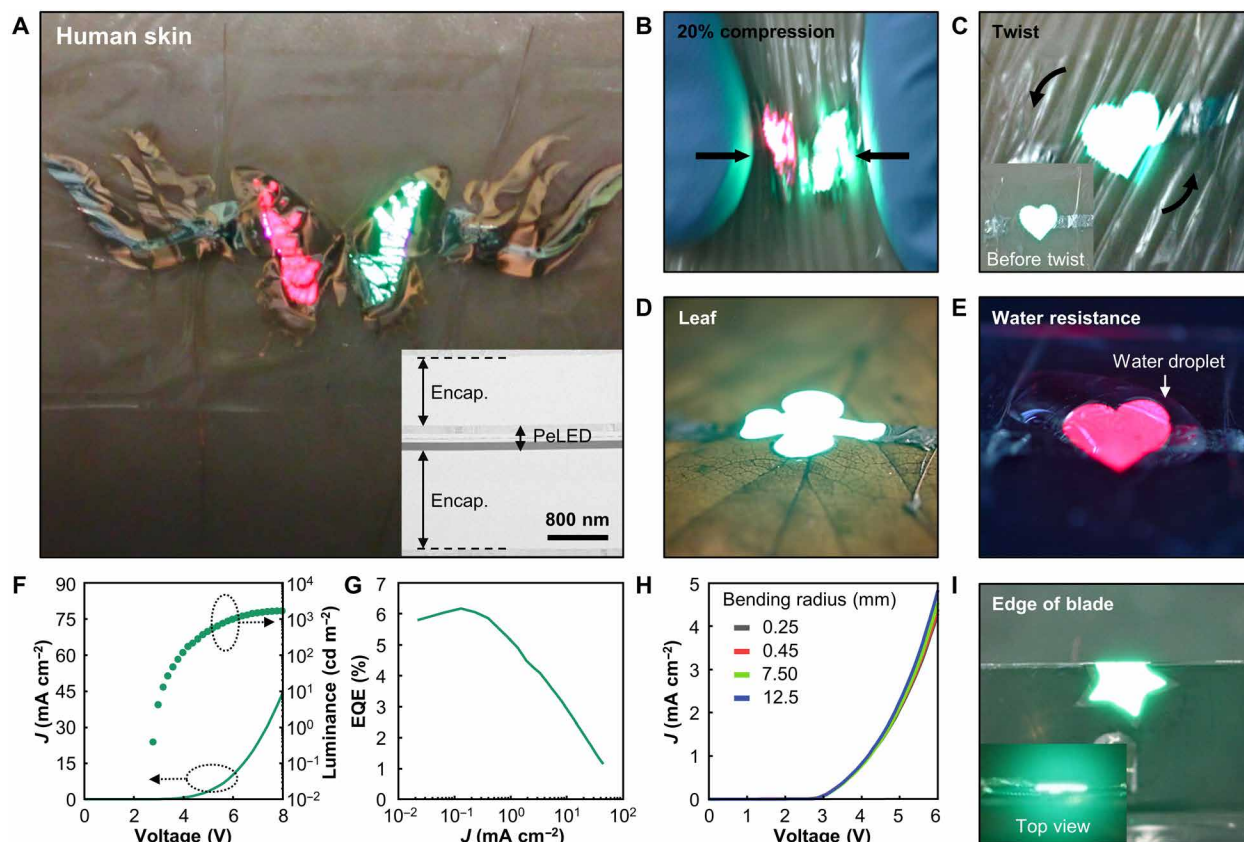 A
Human skin
Encap.
PeLED
Encap.
800 nm
B
20% compression
C
Twist
Before twist
D
Leaf
E
Water resistance
Water droplet
F
90
75
60
45
30
15
0
J (mA cm⁻²)
10⁴
10³
10²
10¹
10⁰
10⁻¹
10⁻²
Luminance (cd m⁻²)
0 2 4 6 8
Voltage (V)
G
7
6
5
4
3
2
1
0
EQE (%)
10⁻² 10⁻¹ 10⁰ 10¹ 10²
J (mA cm⁻²)
H
5
4
3
2
1
0
J (mA cm⁻²)
Bending radius (mm)
0.25
0.45
7.50
12.5
0 1 2 3 4 5 6
Voltage (V)
I
Edge of blade
Top view